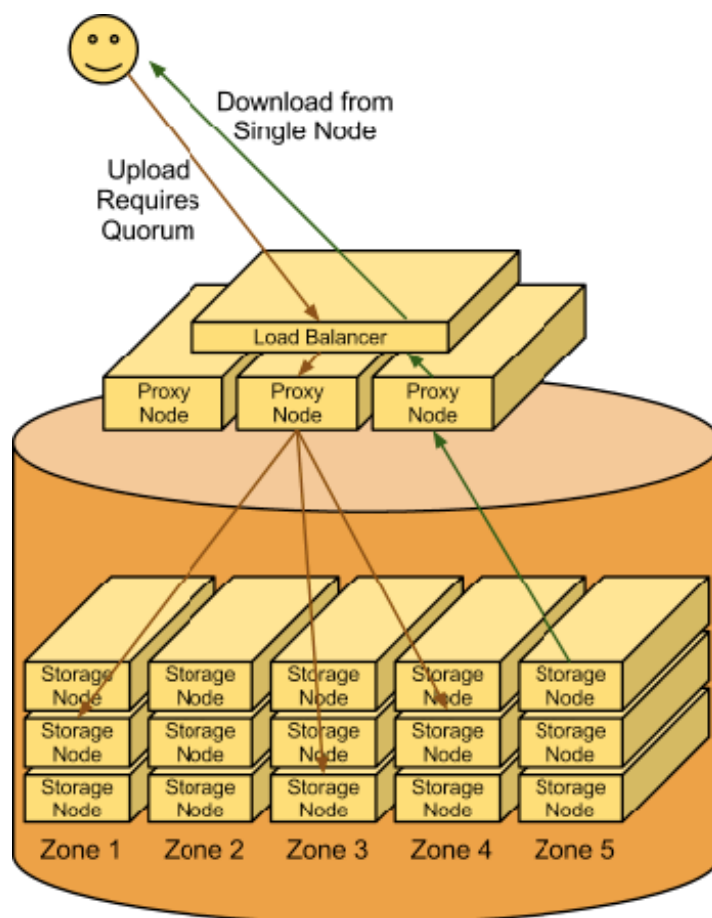 Download from
Single Node
Upload
Requires
Quorum
Load Balancer
Proxy
Node
Proxy
Node
Proxy
Node
Storage
Node
Storage
Node
Storage
Node
Storage
Node
Storage
Node
Storage
Node
Storage
Node
Storage
Node
Storage
Node
Storage
Node
Storage
Node
Storage
Node
Storage
Node
Storage
Node
Storage
Node
Zone 1
Zone 2
Zone 3
Zone 4
Zone 5